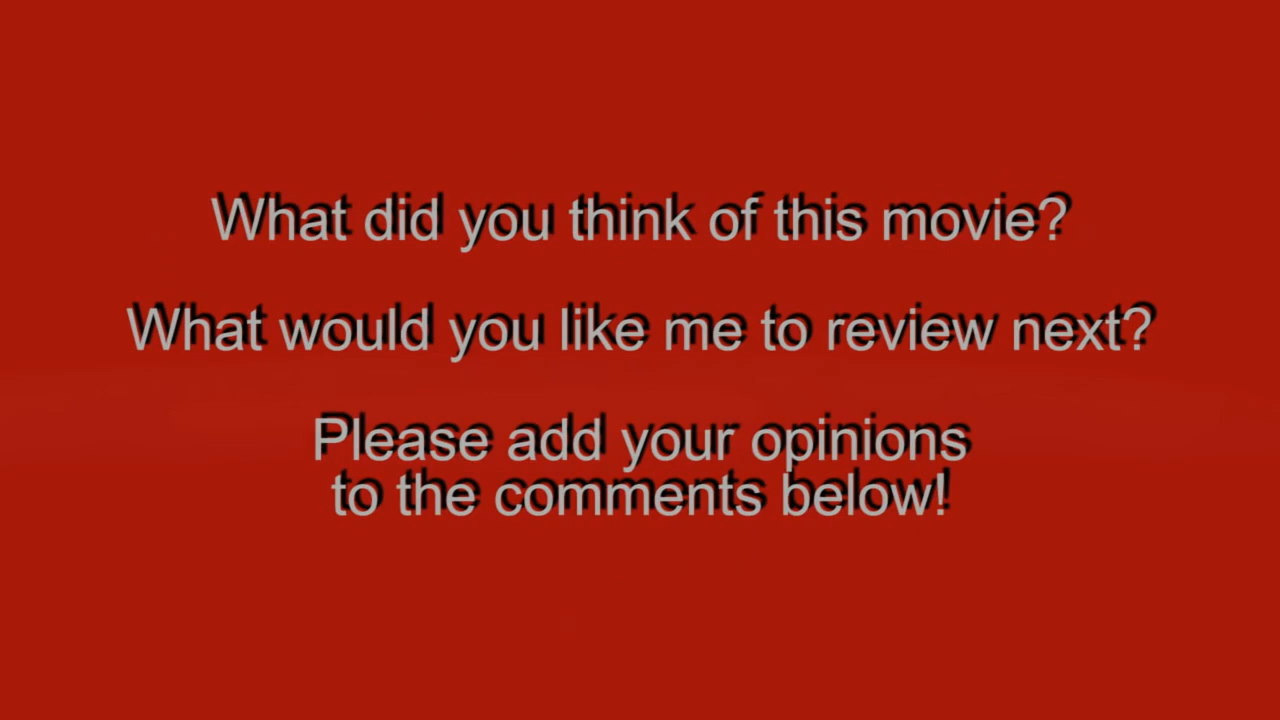 What did you think of this movie?
What would you like me to review next?
Please add your opinions
to the comments below!